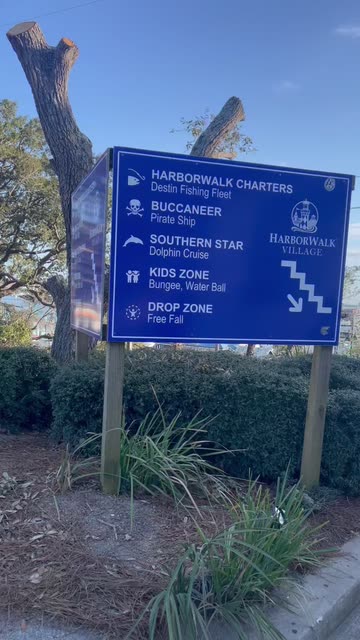 HARBORWALK CHARTERS
Destin Fishing Fleet
BUCCANEER
Pirate Ship
SOUTHERN STAR
Dolphin Cruise
KIDS ZONE
Bungee, Water Ball
DROP ZONE
Free Fall
HARBORWALK
VILLAGE